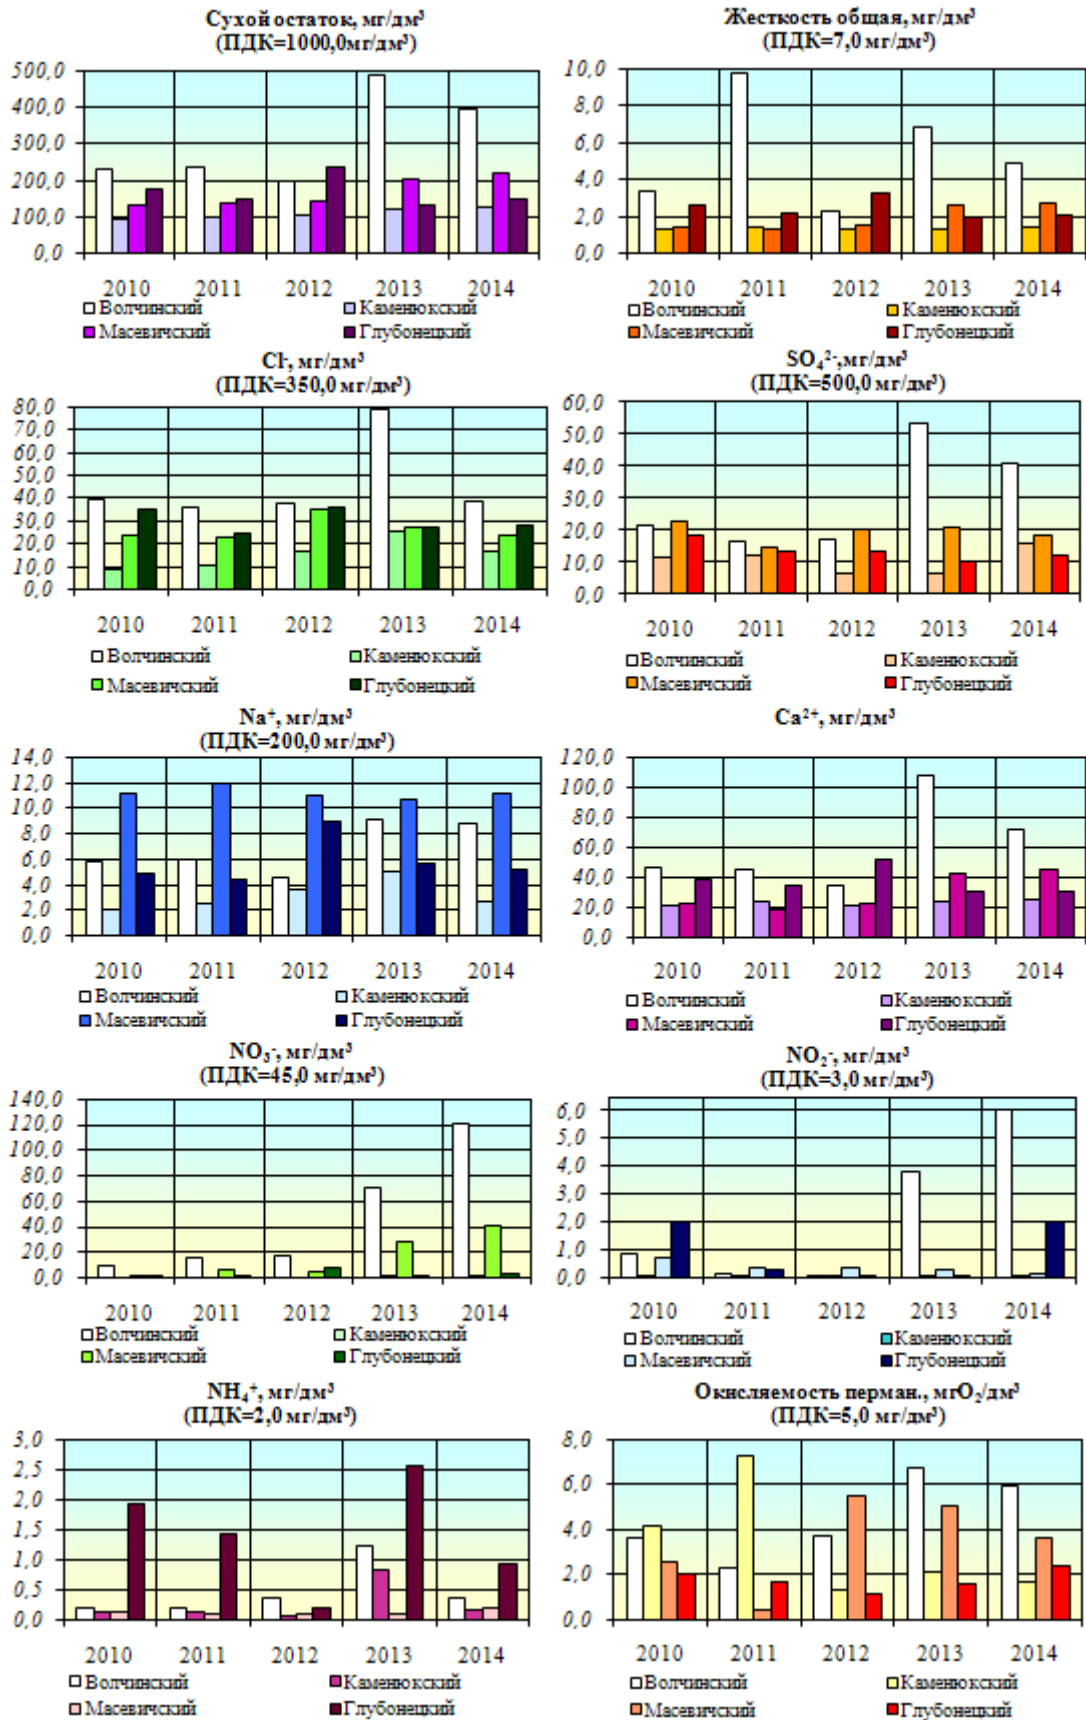 Сухой остаток, мг/дм³
(ПДК=1000,0мг/дм³)
500,0
400,0
300,0
200,0
100,0
0,0
2010 2011 2012 2013 2014
Волчинский Каменюкский
Масевичский Глубонецкий
Жесткость общая, мг/дм³
(ПДК=7,0 мг/дм³)
10,0
8,0
6,0
4,0
2,0
0,0
2010 2011 2012 2013 2014
Волчинский Каменюкский
Масевичский Глубонецкий
Cl⁻, мг/дм³
(ПДК=350,0 мг/дм³)
80,0
70,0
60,0
50,0
40,0
30,0
20,0
10,0
0,0
2010 2011 2012 2013 2014
Волчинский Каменюкский
Масевичский Глубонецкий
SO₄²⁻,мг/дм³
(ПДК=500,0 мг/дм³)
60,0
50,0
40,0
30,0
20,0
10,0
0,0
2010 2011 2012 2013 2014
Волчинский Каменюкский
Масевичский Глубонецкий
Na⁺, мг/дм³
(ПДК=200,0 мг/дм³)
14,0
12,0
10,0
8,0
6,0
4,0
2,0
0,0
2010 2011 2012 2013 2014
Волчинский Каменюкский
Масевичский Глубонецкий
Ca²⁺, мг/дм³
120,0
100,0
80,0
60,0
40,0
20,0
0,0
2010 2011 2012 2013 2014
Волчинский Каменюкский
Масевичский Глубонецкий
NO₃⁻, мг/дм³
(ПДК=45,0 мг/дм³)
140,0
120,0
100,0
80,0
60,0
40,0
20,0
0,0
2010 2011 2012 2013 2014
Волчинский Каменюкский
Масевичский Глубонецкий
NO₂⁻, мг/дм³
(ПДК=3,0 мг/дм³)
6,0
5,0
4,0
3,0
2,0
1,0
0,0
2010 2011 2012 2013 2014
Волчинский Каменюкский
Масевичский Глубонецкий
NH₄⁺, мг/дм³
(ПДК=2,0 мг/дм³)
3,0
2,5
2,0
1,5
1,0
0,5
0,0
2010 2011 2012 2013 2014
Волчинский Каменюкский
Масевичский Глубонецкий
Окисляемость перман., мгO₂/дм³
(ПДК=5,0 мг/дм³)
8,0
6,0
4,0
2,0
0,0
2010 2011 2012 2013 2014
Волчинский Каменюкский
Масевичский Глубонецкий